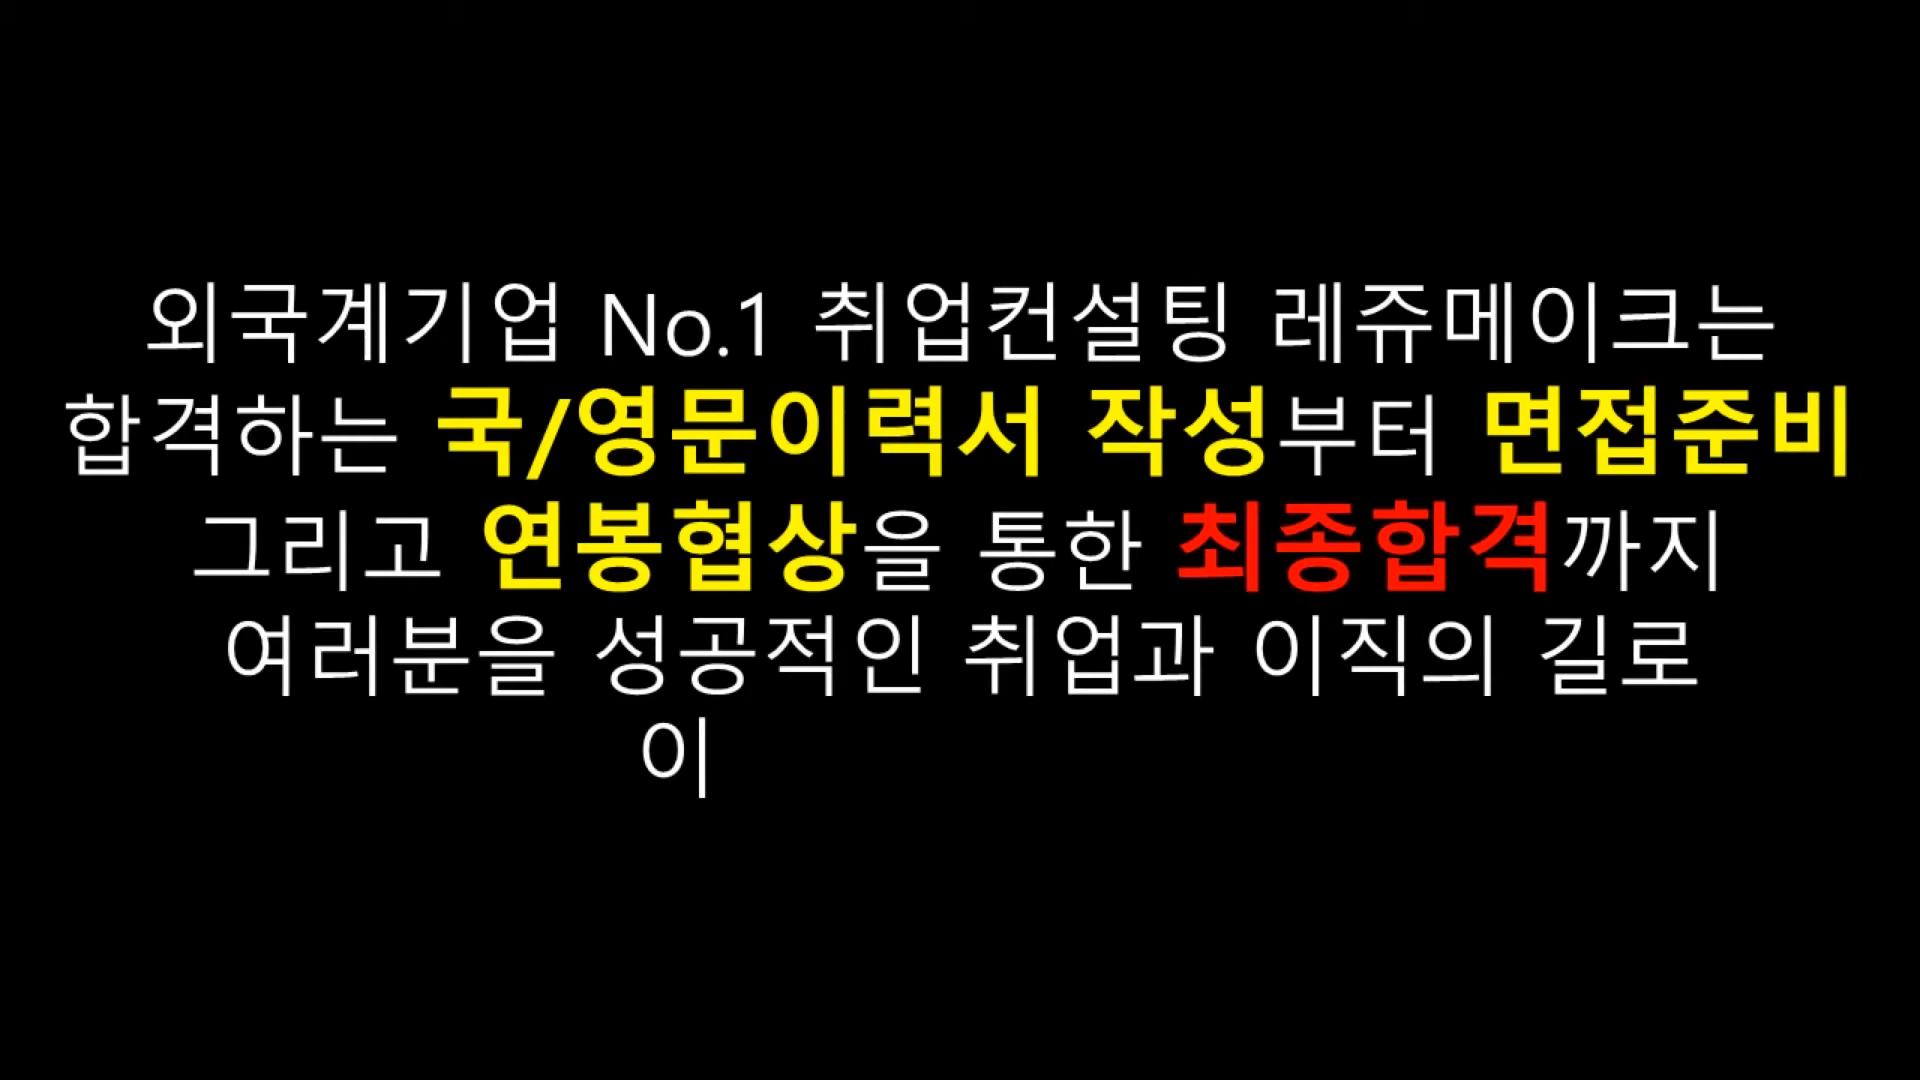 외국계기업 No.1 취업컨설팅 레쥬메이크는
합격하는 국/영문이력서 작성부터 면접준비
그리고 연봉협상을 통한 최종합격까지
여러분을 성공적인 취업과 이직의 길로
이